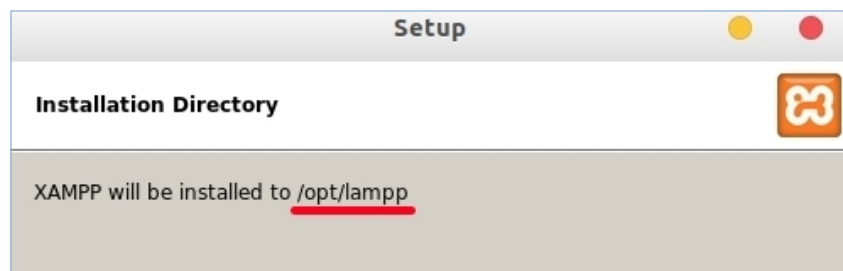 Setup
Installation Directory
XAMPP will be installed to /opt/lampp